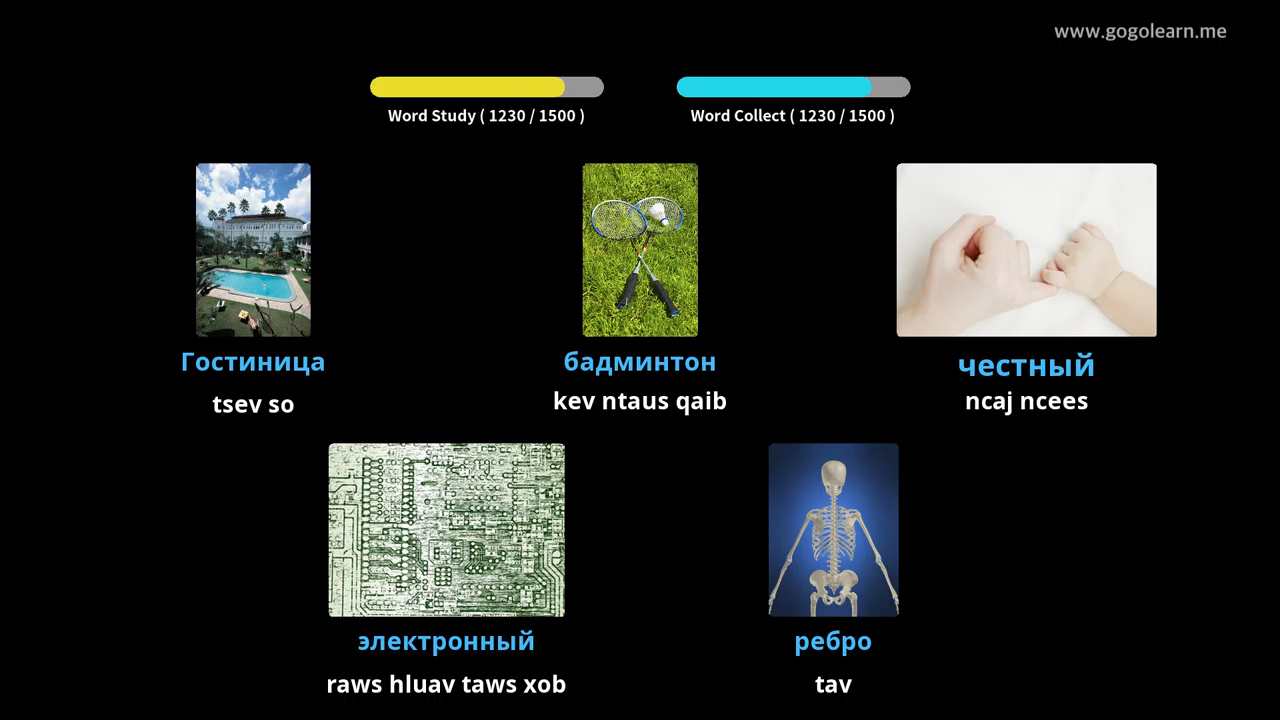 www.gogolearn.me
Word Study ( 1230 / 1500 )
Word Collect ( 1230 / 1500 )
Гостиница
бадминтон
честный
tsev so
kev ntaus qaib
ncaj ncees
электронный
ребро
raws hluav taws xob
tav